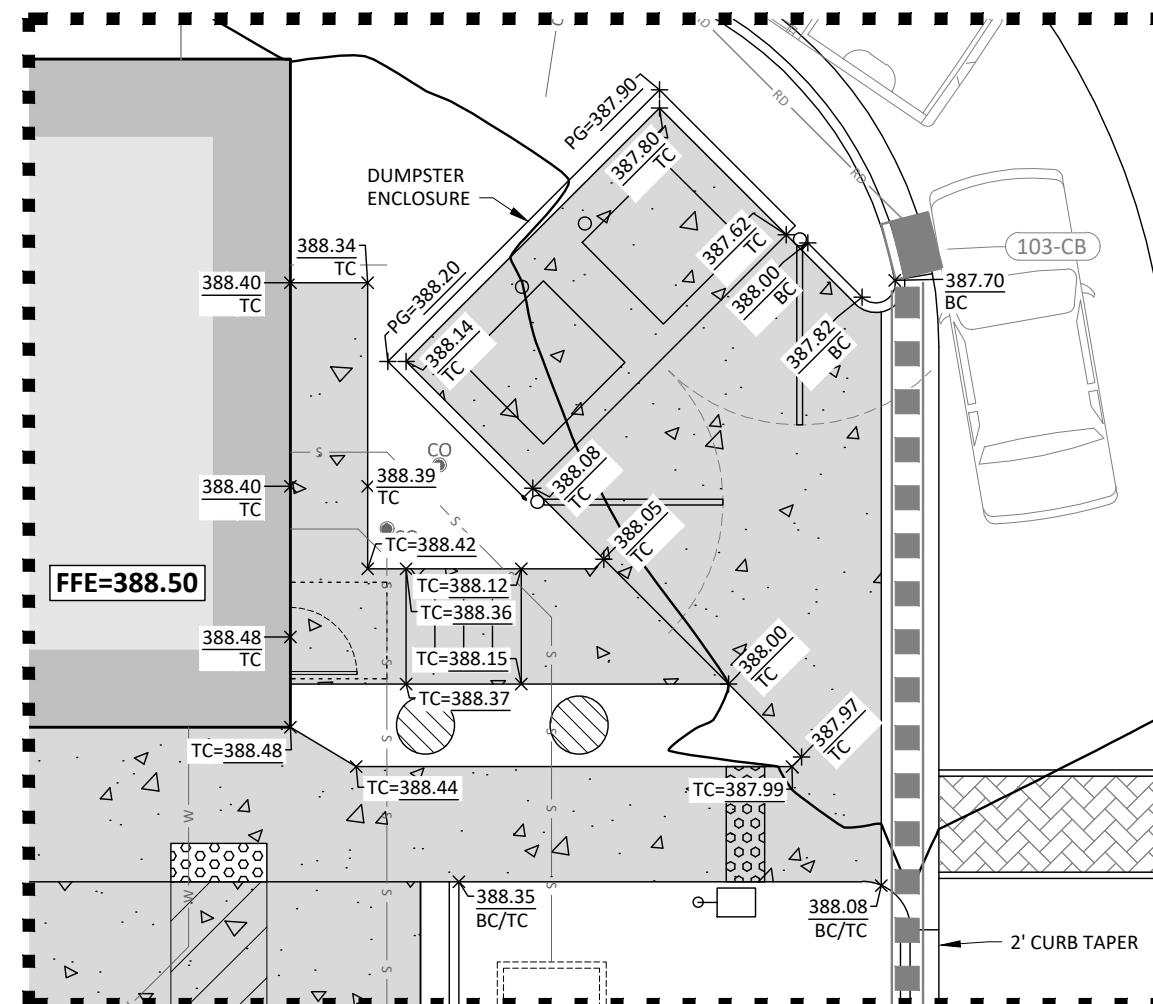 RD
PG=387.90
RD
387.80
TC
DUMPSTER
ENCLOSURE
RD
388.34
TC
387.62
TC
103-CB
388.40
TC
388.00
BC
387.70
BC
PG=388.20
388.14
TC
387.82
BC
S
CO
388.39
TC
388.40
TC
388.08
TC
S
388.05
TC
TC=388.42
FFE=388.50
TC=388.12
TC=388.36
S
S
388.48
TC
TC=388.15
388.00
TC
TC=388.37
387.97
TC
S
S
TC=388.48
TC=388.44
TC=387.99
W
S
S
W
S
S
388.35
BC/TC
388.08
BC/TC
2' CURB TAPER
S